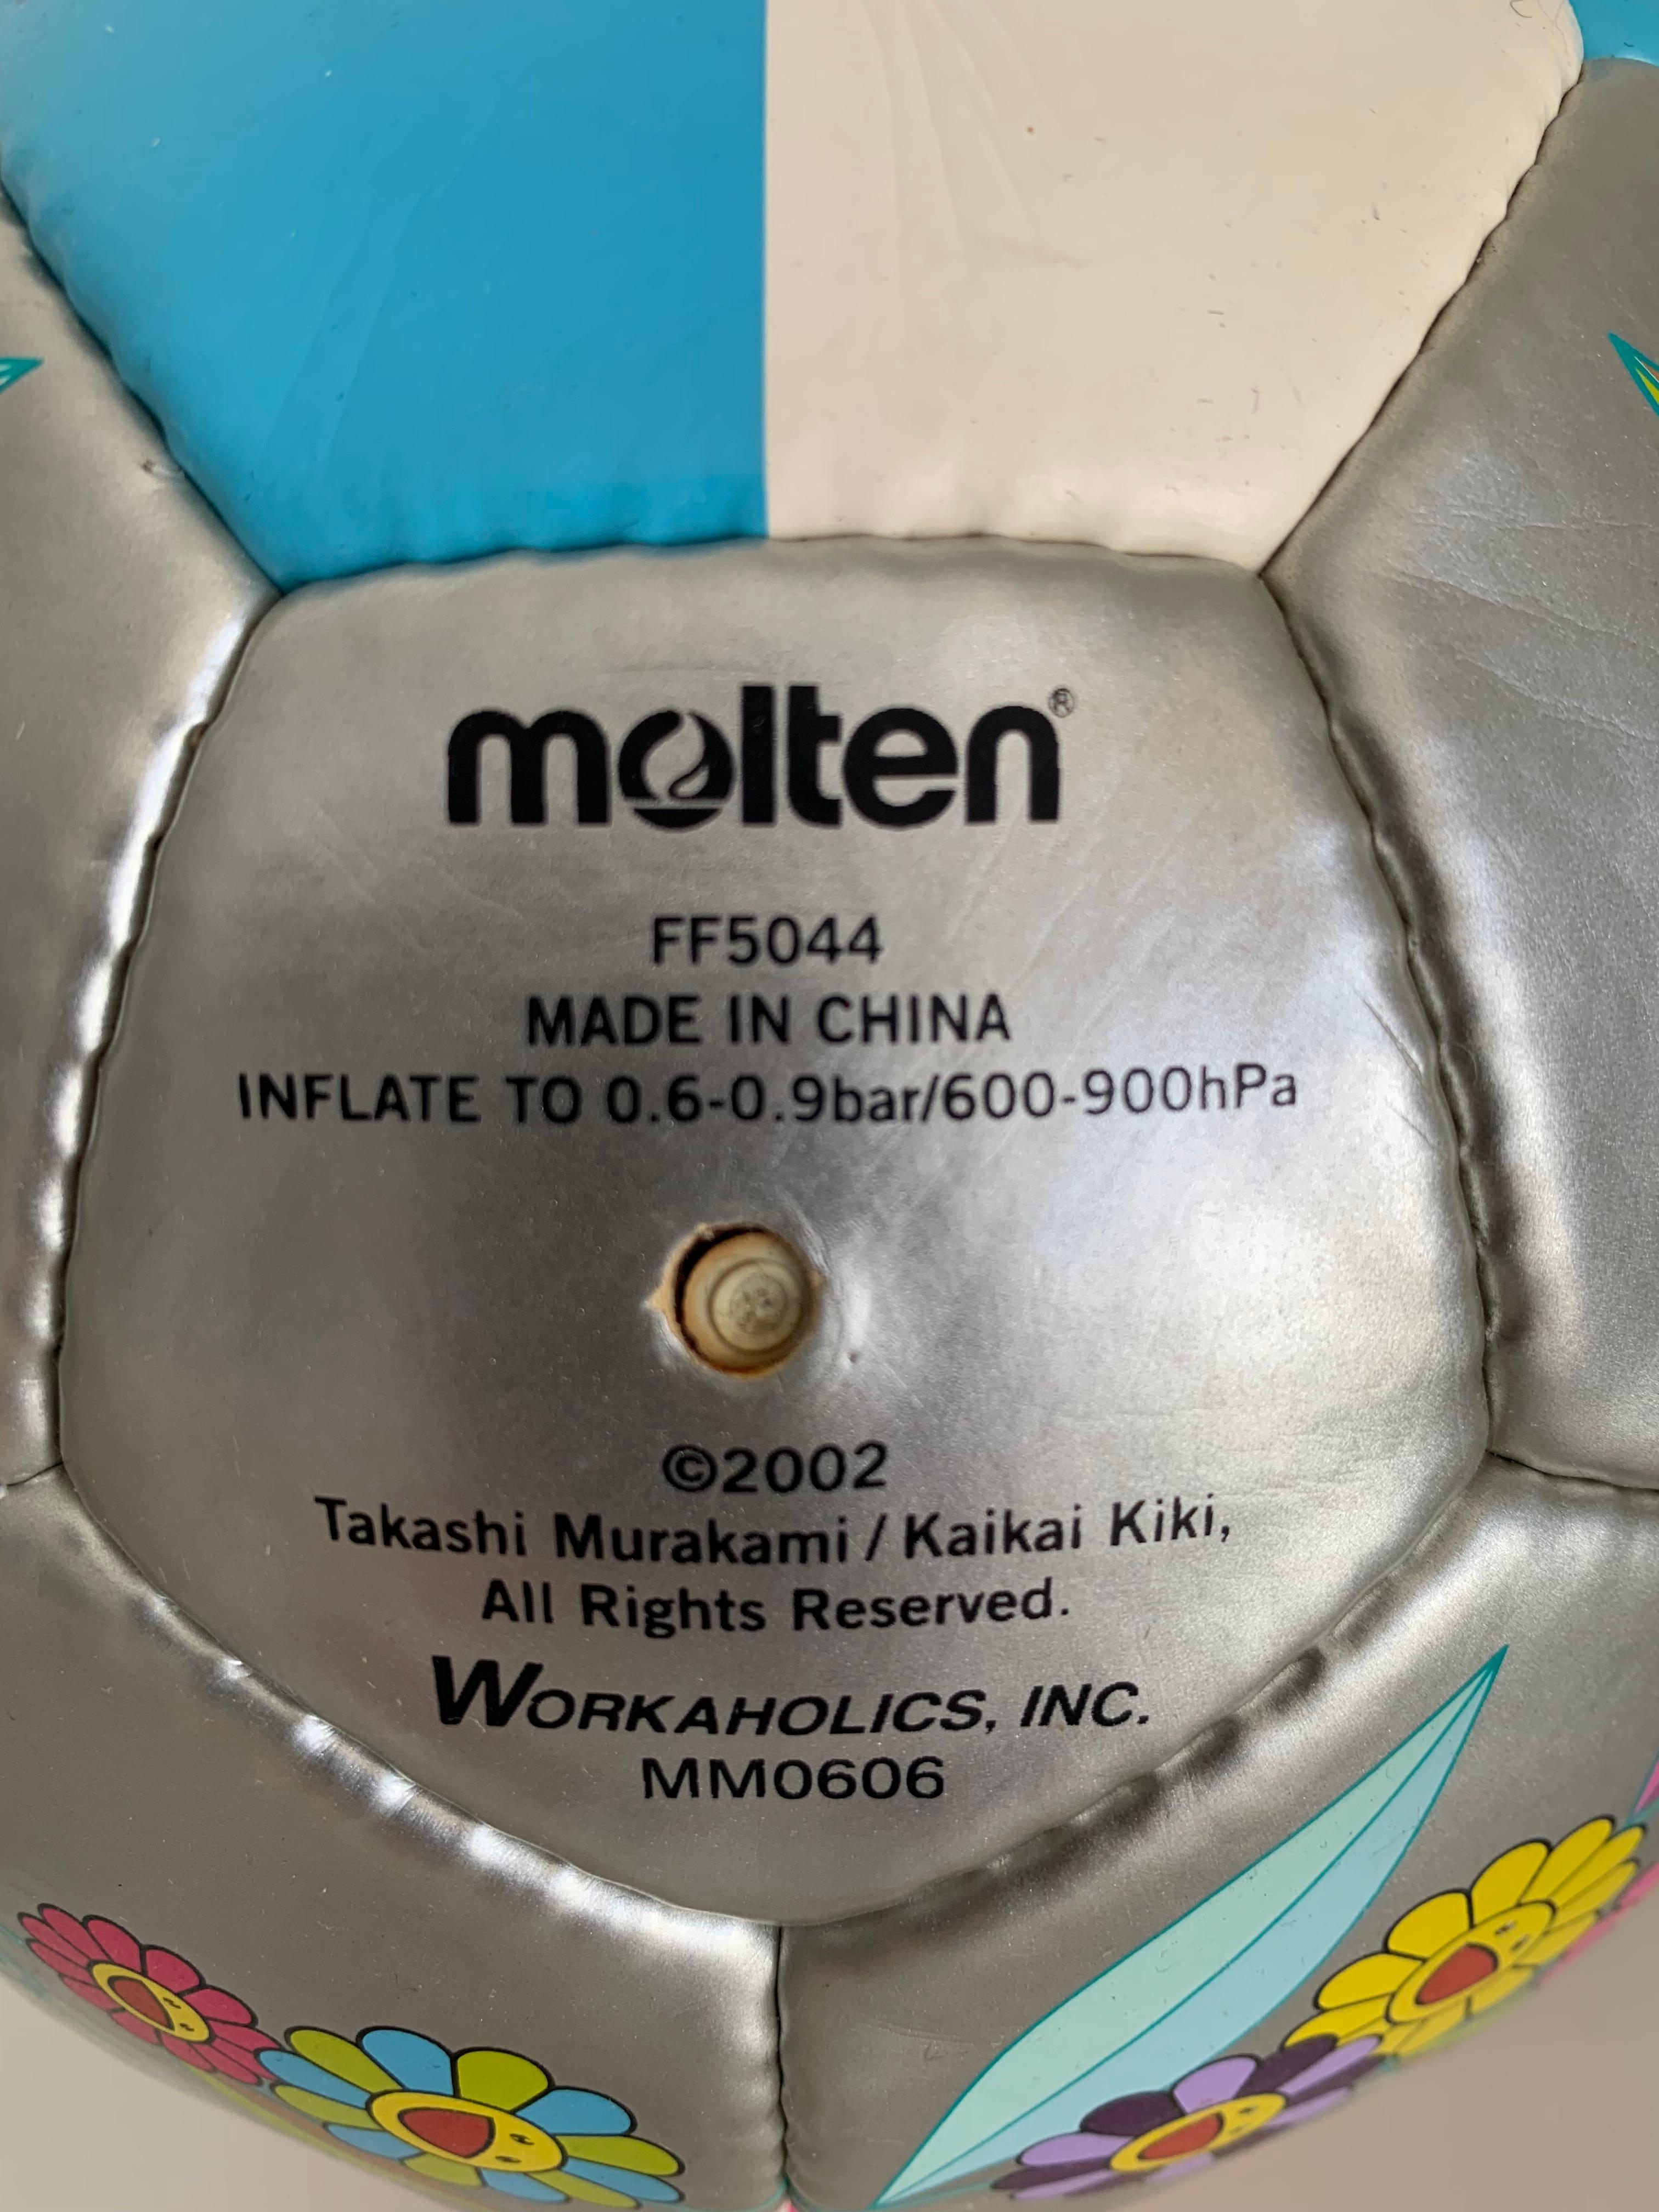 molten®
FF5044
MADE IN CHINA
INFLATE TO 0.6-0.9bar/600-900hPa
©2002
Takashi Murakami / Kaikai Kiki,
All Rights Reserved.
WORKAHOLICS, INC.
MM0606